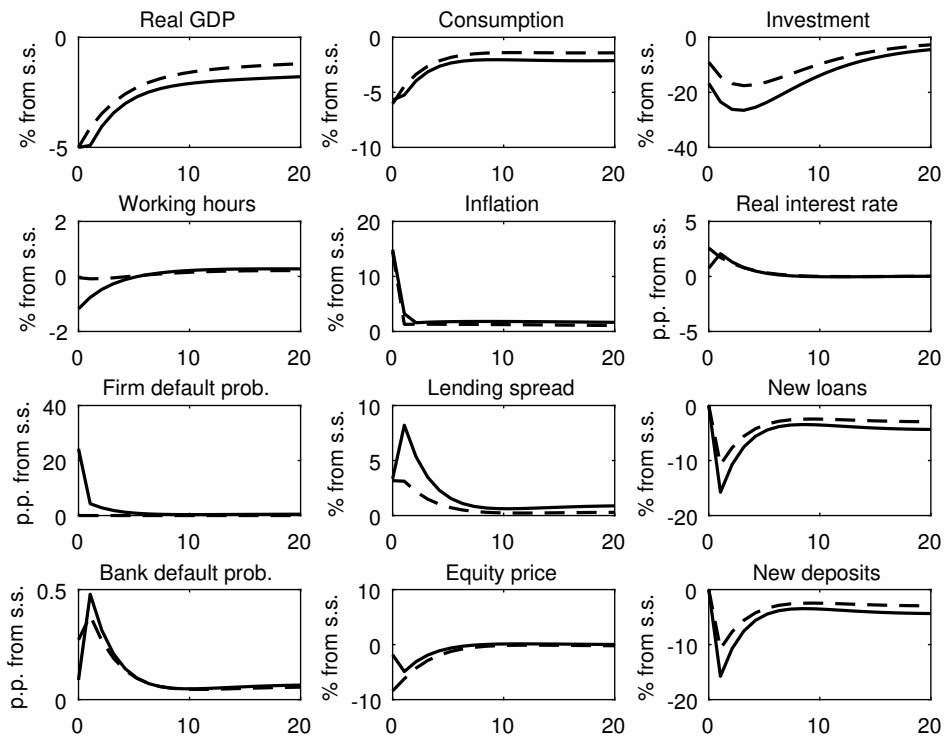 Real GDP
% from s.s.
0
-5
0 10 20
Consumption
% from s.s.
0
-5
-10
0 10 20
Investment
% from s.s.
0
-20
-40
0 10 20
Working hours
% from s.s.
2
0
-2
0 10 20
Inflation
% from s.s.
20
10
0
0 10 20
Real interest rate
p.p. from s.s.
5
0
-5
0 10 20
Firm default prob.
p.p. from s.s.
40
20
0
0 10 20
Lending spread
% from s.s.
10
5
0
0 10 20
New loans
% from s.s.
0
-10
-20
0 10 20
Bank default prob.
p.p. from s.s.
0.5
0
0 10 20
Equity price
% from s.s.
10
0
-10
0 10 20
New deposits
% from s.s.
0
-10
-20
0 10 20